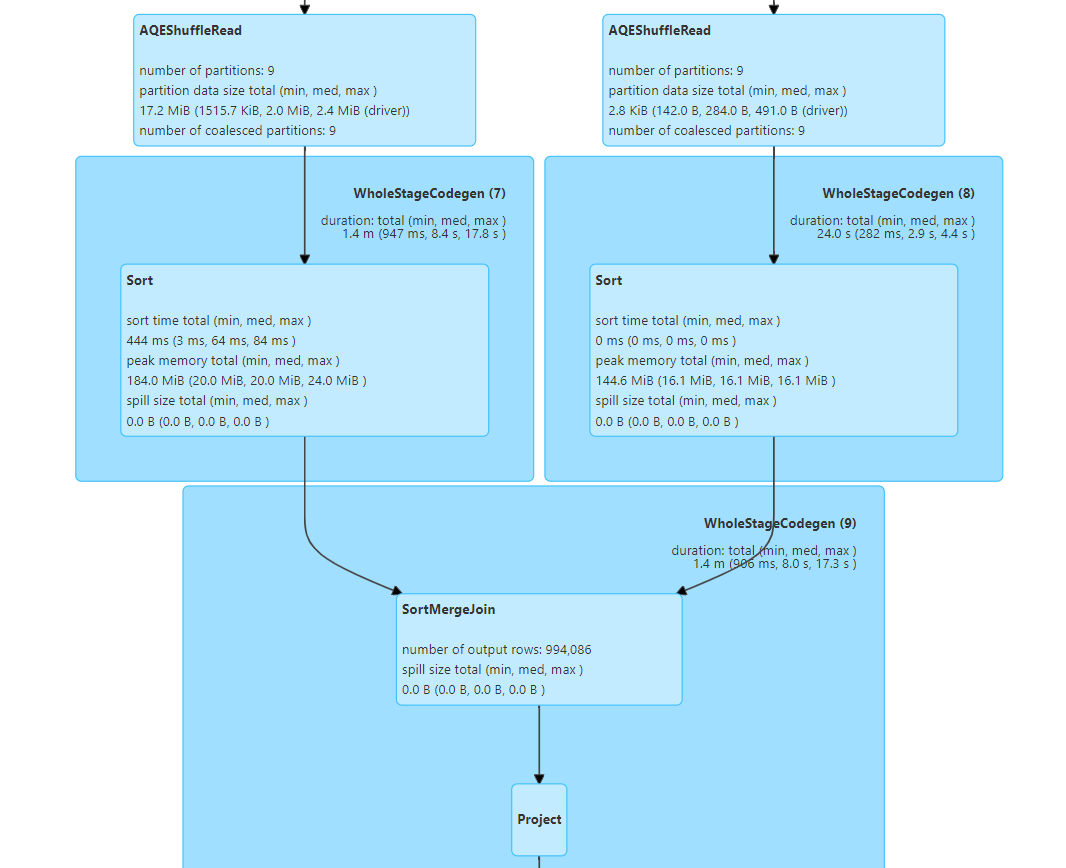 AQEShuffleRead
number of partitions: 9
partition data size total (min, med, max )
17.2 MiB (1515.7 KiB, 2.0 MiB, 2.4 MiB (driver))
number of coalesced partitions: 9
AQEShuffleRead
number of partitions: 9
partition data size total (min, med, max )
2.8 KiB (142.0 B, 284.0 B, 491.0 B (driver))
number of coalesced partitions: 9
WholeStageCodegen (7)
duration: total (min, med, max )
1.4 m (947 ms, 8.4 s, 17.8 s )
Sort
sort time total (min, med, max )
444 ms (3 ms, 64 ms, 84 ms )
peak memory total (min, med, max )
184.0 MiB (20.0 MiB, 20.0 MiB, 24.0 MiB )
spill size total (min, med, max )
0.0 B (0.0 B, 0.0 B, 0.0 B )
WholeStageCodegen (8)
duration: total (min, med, max )
24.0 s (282 ms, 2.9 s, 4.4 s )
Sort
sort time total (min, med, max )
0 ms (0 ms, 0 ms, 0 ms )
peak memory total (min, med, max )
144.6 MiB (16.1 MiB, 16.1 MiB, 16.1 MiB )
spill size total (min, med, max )
0.0 B (0.0 B, 0.0 B, 0.0 B )
WholeStageCodegen (9)
duration: total (min, med, max )
1.4 m (906 ms, 8.0 s, 17.3 s )
SortMergeJoin
number of output rows: 994,086
spill size total (min, med, max )
0.0 B (0.0 B, 0.0 B, 0.0 B )
Project